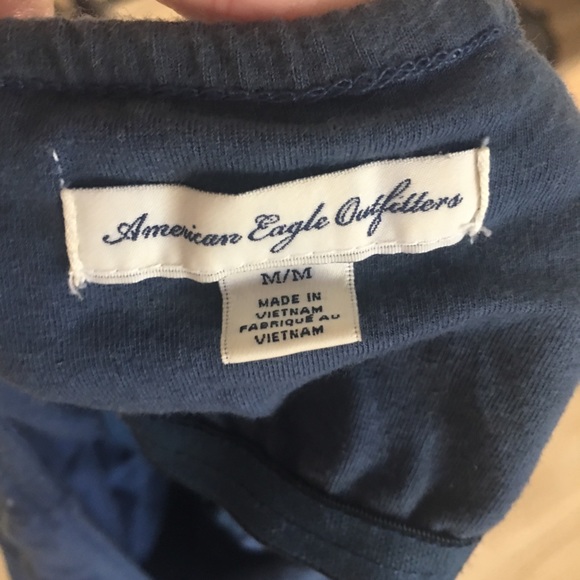 American Eagle Outfitters
M/M
MADE IN
VIETNAM
FABRIQUÉ AU
VIETNAM